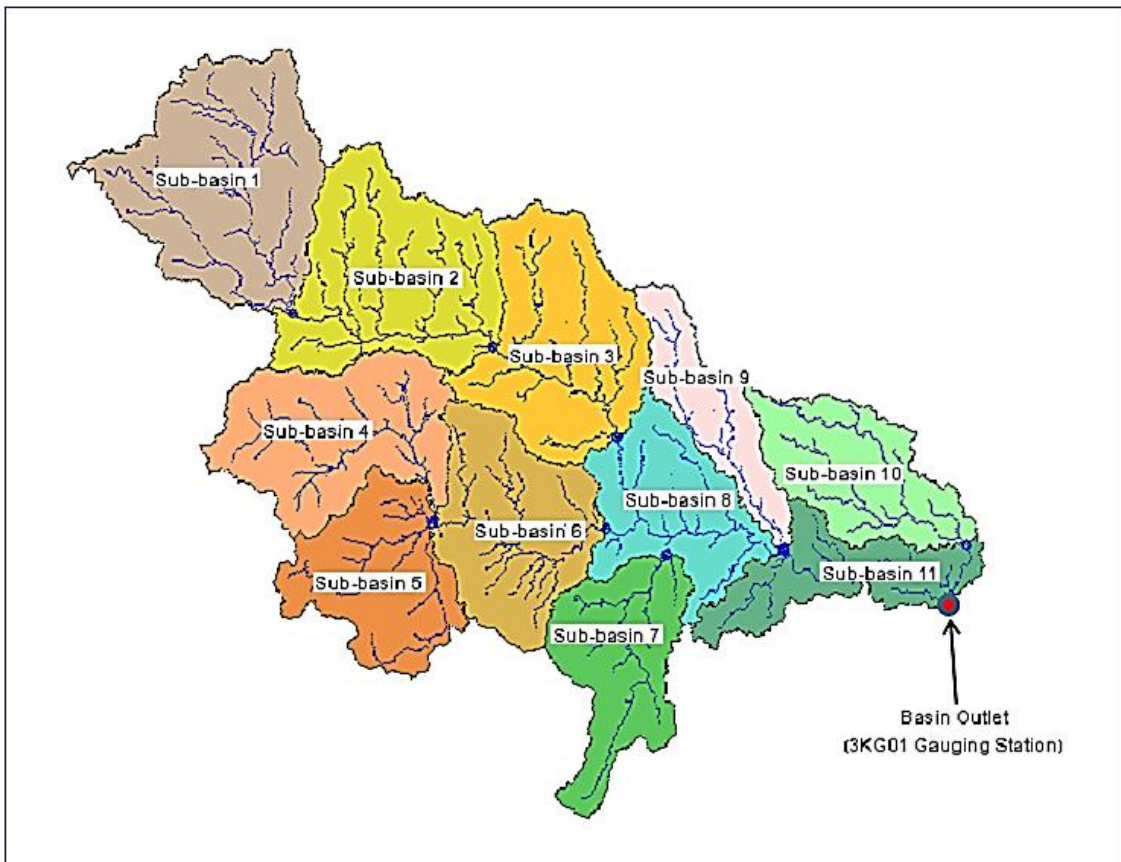 Sub-basin 1
Sub-basin 2
Sub-basin 3
Sub-basin 9
Sub-basin 4
Sub-basin 10
Sub-basin 8
Sub-basin 6
Sub-basin 11
Sub-basin 5
Sub-basin 7
Basin Outlet
(3KG01 Gauging Station)